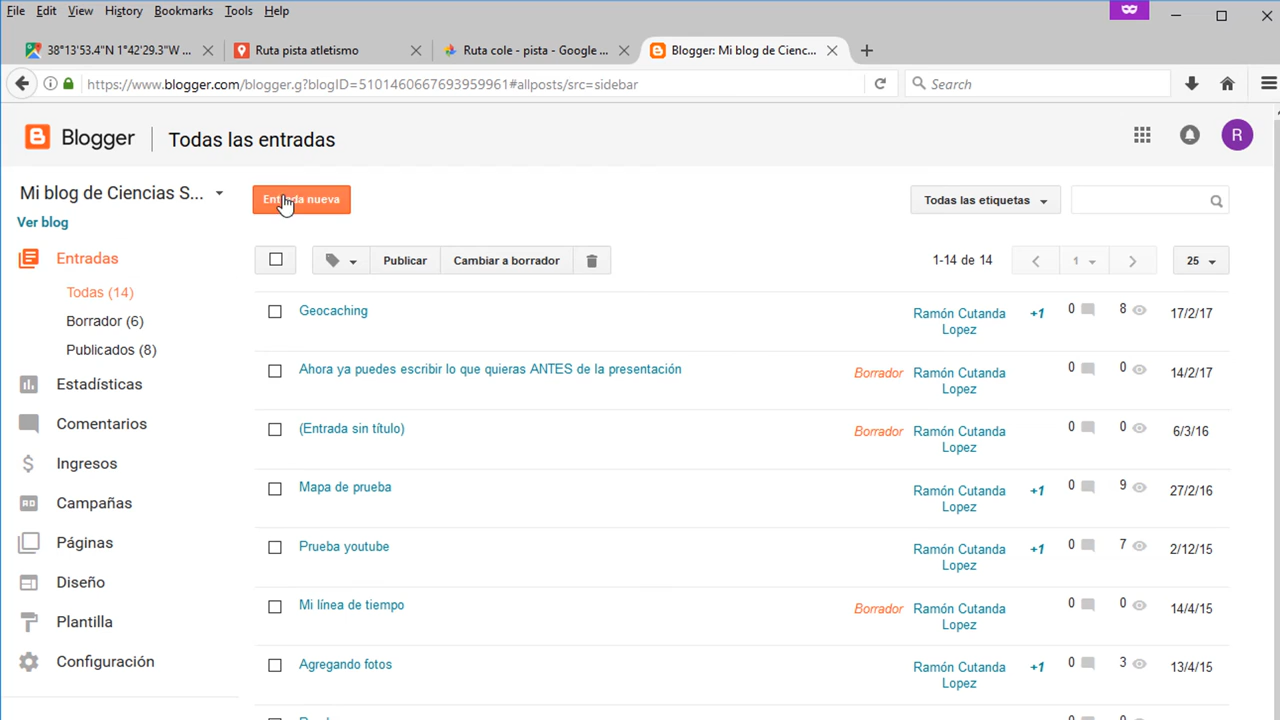 File Edit View History Bookmarks Tools Help
38°13'53.4"N 1°42'29.3"W ...
Ruta pista atletismo
Ruta cole - pista - Google ...
Blogger: Mi blog de Cienc...
https://www.blogger.com/blogger.g?blogID=5101460667693959961#allposts/src=sidebar
Search
Blogger
Todas las entradas
R
Mi blog de Ciencias S...
Entrada nueva
Todas las etiquetas
Ver blog
Entradas
Todas (14)
Borrador (6)
Publicados (8)
Estadísticas
Comentarios
Ingresos
Campañas
Páginas
Diseño
Plantilla
Configuración
Publicar
Cambiar a borrador
1-14 de 14
1
25
Geocaching
Ramón Cutanda
Lopez
+1
0
8
17/2/17
Ahora ya puedes escribir lo que quieras ANTES de la presentación
Borrador
Ramón Cutanda
Lopez
0
0
14/2/17
(Entrada sin título)
Borrador
Ramón Cutanda
Lopez
0
0
6/3/16
Mapa de prueba
Ramón Cutanda
Lopez
+1
0
9
27/2/16
Prueba youtube
Ramón Cutanda
Lopez
+1
0
7
2/12/15
Mi línea de tiempo
Borrador
Ramón Cutanda
Lopez
0
0
14/4/15
Agregando fotos
Ramón Cutanda
Lopez
+1
0
3
13/4/15